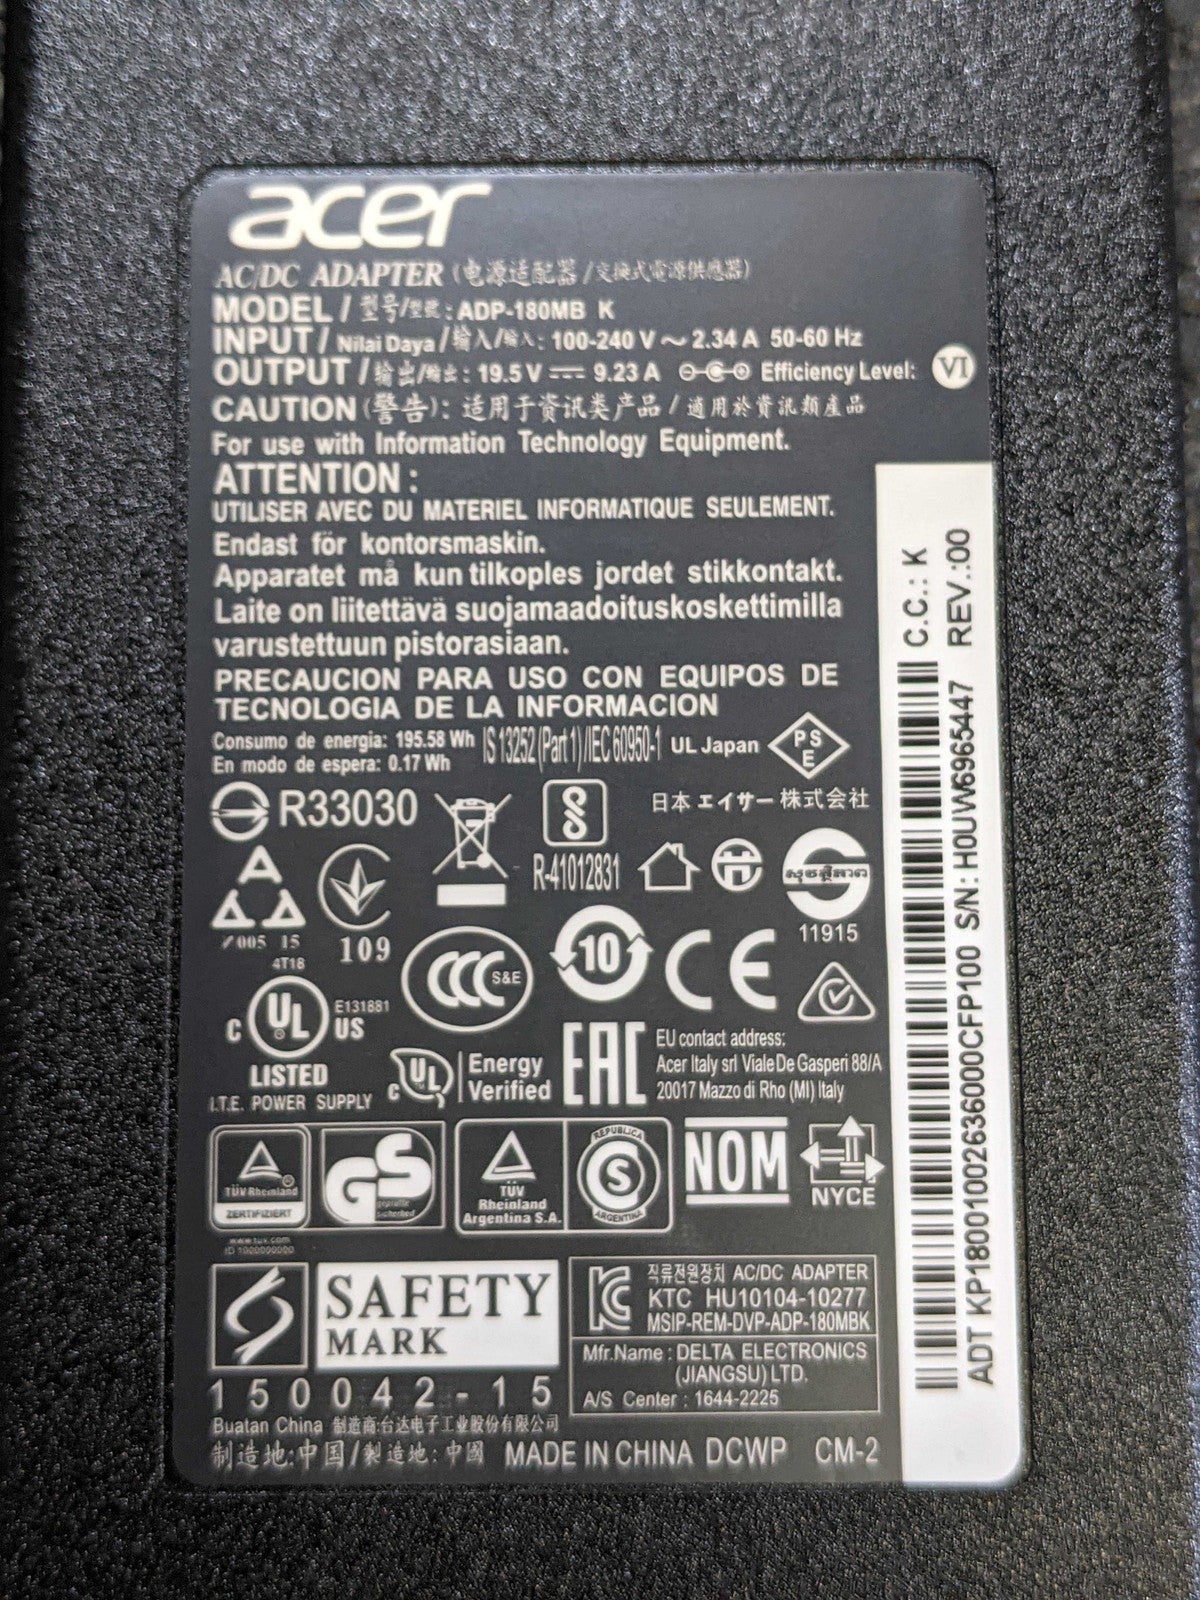 acer
AC/DC ADAPTER (电源适配器/交換式電源供應器)
MODEL / 型号/型號: ADP-180MB K
INPUT / Nilai Daya / 输入/輸入: 100-240 V ~ 2.34 A 50-60 Hz
OUTPUT / 输出/輸出: 19.5 V ⎓ 9.23 A Efficiency Level: VI
CAUTION (警告): 适用于资讯类产品 / 適用於資訊類產品
For use with Information Technology Equipment.
ATTENTION :
UTILISER AVEC DU MATERIEL INFORMATIQUE SEULEMENT.
Endast för kontorsmaskin.
Apparatet må kun tilkoples jordet stikkontakt.
Laite on liitettävä suojamaadoituskoskettimilla
varustettuun pistorasiaan.
PRECAUCION PARA USO CON EQUIPOS DE
TECNOLOGIA DE LA INFORMACION
Consumo de energia: 195.58 Wh
En modo de espera: 0.17 Wh
IS 13252 (Part 1) /IEC 60950-1
UL Japan
PS
E
R33030
日本エイサー株式会社
R-41012831
11915
005 15
4T18
109
CCC S&E
10
CE
c UL US
E131881
LISTED
I.T.E. POWER SUPPLY
c UL Energy
Verified
EAC
EU contact address:
Acer Italy srl Viale De Gasperi 88/A
20017 Mazzo di Rho (MI) Italy
TÜVRheinland
ZERTIFIZIERT
GS
geprüfte
Sicherheit
TÜV
Rheinland
Argentina S.A.
REPUBLICA
S
ARGENTINA
NOM
NYCE
www.tuv.com
ID 1000000000
SAFETY
MARK
150042-15
직류전원장치 AC/DC ADAPTER
KTC HU10104-10277
MSIP-REM-DVP-ADP-180MBK
Mfr.Name : DELTA ELECTRONICS
(JIANGSU) LTD.
A/S Center : 1644-2225
Buatan China 制造商:台达电子工业股份有限公司
制造地:中国/製造地:中國 MADE IN CHINA DCWP CM-2
C.C.: K
ADT KP18001002636000CFP100 S/N: H0UW6965447 REV.:00